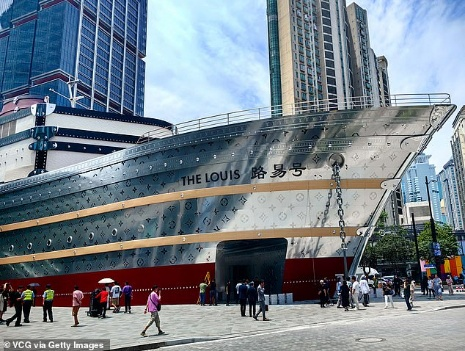 THE LOUIS 路易号
© VCG via Getty Images